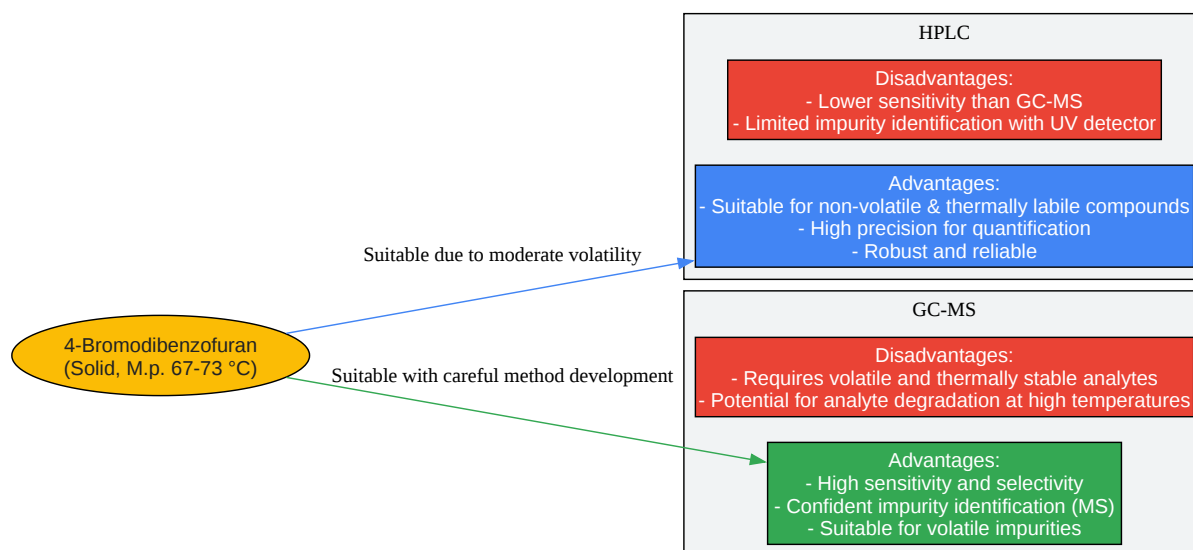 HPLC
Disadvantages:
- Lower sensitivity than GC-MS
- Limited impurity identification with UV detector
Advantages:
- Suitable for non-volatile & thermally labile compounds
- High precision for quantification
- Robust and reliable
Suitable due to moderate volatility
4-Bromodibenzofuran
(Solid, M.p. 67-73 °C)
Suitable with careful method development
GC-MS
Disadvantages:
- Requires volatile and thermally stable analytes
- Potential for analyte degradation at high temperatures
Advantages:
- High sensitivity and selectivity
- Confident impurity identification (MS)
- Suitable for volatile impurities